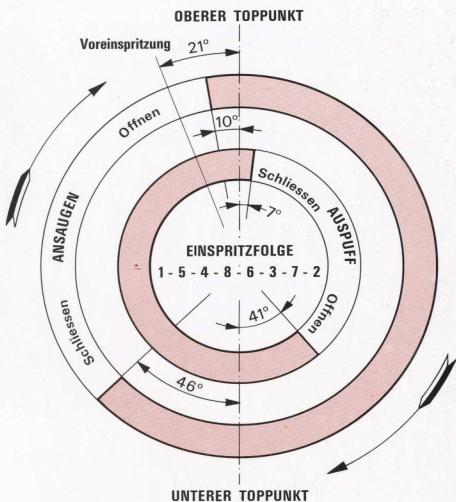 OBERER TOPPUNKT
Voreinspritzung
21°
Offnen
10°
Schliessen
7°
ANSAUGEN
AUSPUFF
EINSPRITZFOLGE
1 - 5 - 4 - 8 - 6 - 3 - 7 - 2
41°
Offnen
Schliessen
46°
UNTERER TOPPUNKT